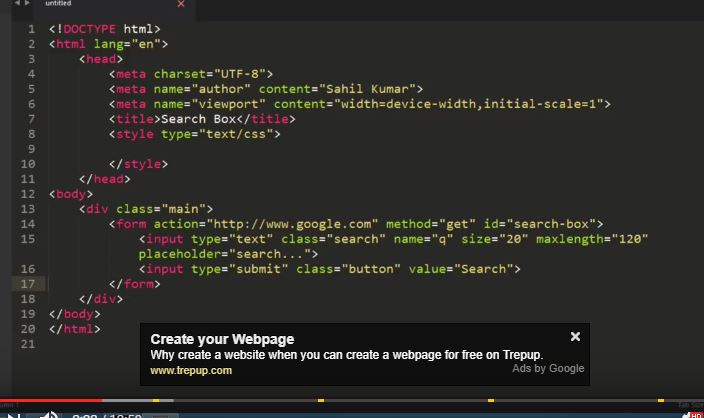 untitled
1 <!DOCTYPE html>
2 <html lang="en">
3 <head>
4 <meta charset="UTF-8">
5 <meta name="author" content="Sahil Kumar">
6 <meta name="viewport" content="width=device-width,initial-scale=1">
7 <title>Search Box</title>
8 <style type="text/css">
9
10 </style>
11 </head>
12 <body>
13 <div class="main">
14 <form action="http://www.google.com" method="get" id="search-box">
15 <input type="text" class="search" name="q" size="20" maxlength="120"
placeholder="search...">
16 <input type="submit" class="button" value="Search">
17 </form>
18 </div>
19 </body>
20 </html>
21
Create your Webpage
Why create a website when you can create a webpage for free on Trepup.
www.trepup.com Ads by Google
Tab Size
HD